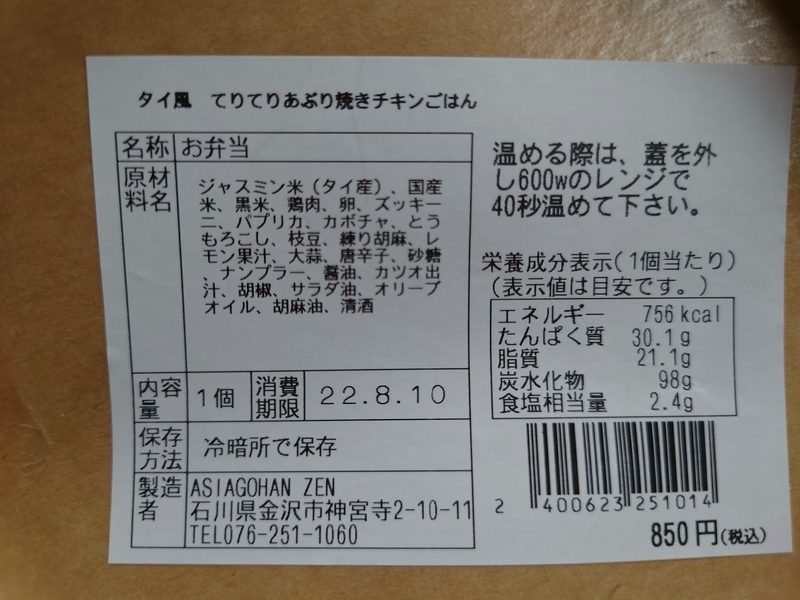 タイ風　てりてりあぶり焼きチキンごはん
名称 お弁当
原材料名
ジャスミン米（タイ産）、国産
米、黒米、鶏肉、卵、ズッキー
ニ、パプリカ、カボチャ、とう
もろこし、枝豆、練り胡麻、レ
モン果汁、大蒜、唐辛子、砂糖
、ナンプラー、醤油、カツオ出
汁、胡椒、サラダ油、オリーブ
オイル、胡麻油、清酒
内容量 1個 消費期限 22.8.10
保存方法 冷暗所で保存
製造者 ASIAGOHAN ZEN
石川県金沢市神宮寺2-10-11
TEL076-251-1060
温める際は、蓋を外
し600wのレンジで
40秒温めて下さい。
栄養成分表示(1個当たり)
(表示値は目安です。)
エネルギー 756kcal
たんぱく質 30.1g
脂質 21.1g
炭水化物 98g
食塩相当量 2.4g
2 400623 251014
850円(税込)